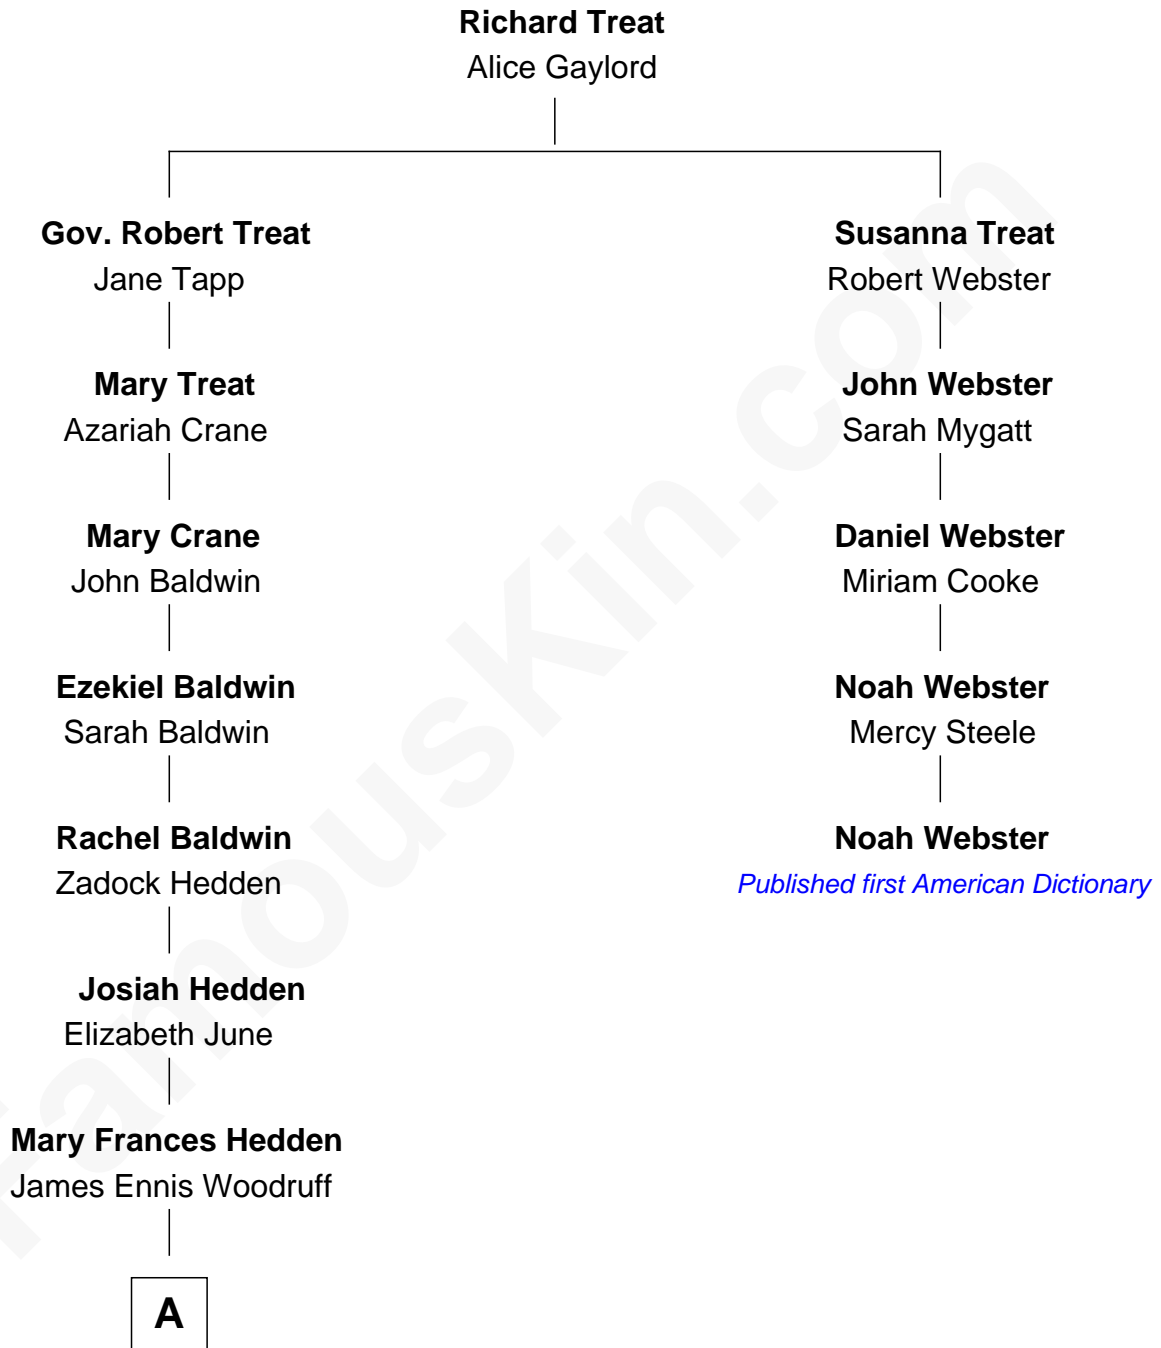 Richard Treat
Alice Gaylord
Gov. Robert Treat
Jane Tapp
Susanna Treat
Robert Webster
Mary Treat
Azariah Crane
John Webster
Sarah Mygatt
Mary Crane
John Baldwin
Daniel Webster
Miriam Cooke
Ezekiel Baldwin
Sarah Baldwin
Noah Webster
Mercy Steele
Rachel Baldwin
Zadock Hedden
Noah Webster
Published first American Dictionary
Josiah Hedden
Elizabeth June
Mary Frances Hedden
James Ennis Woodruff
A
FamousKin.com